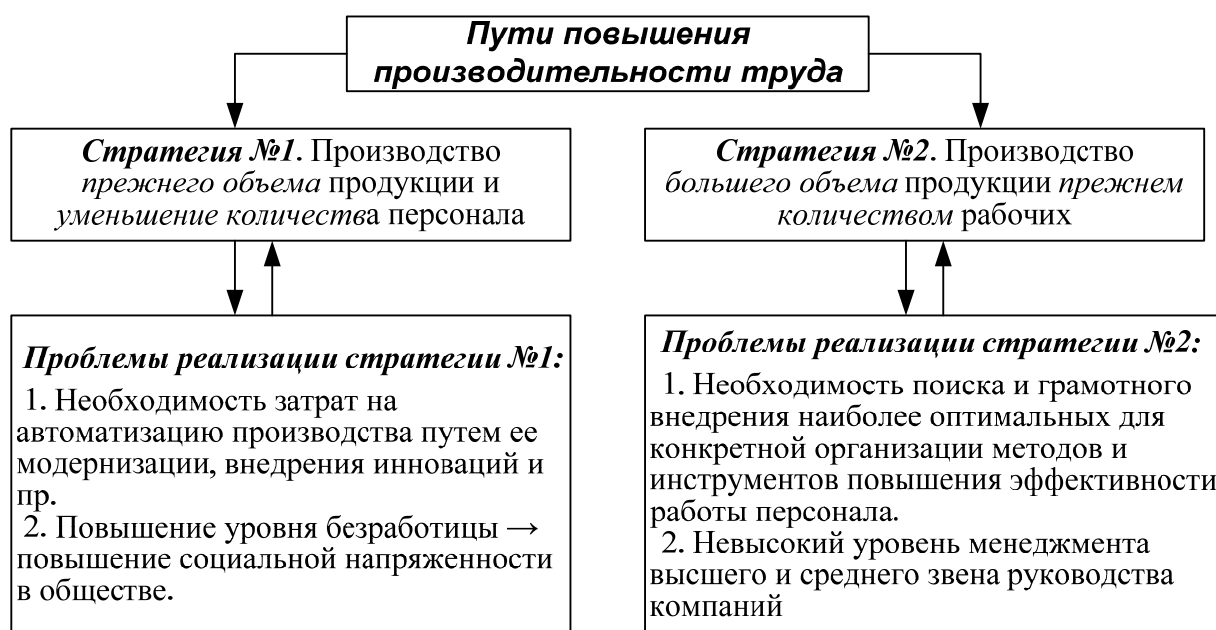 Пути повышения
производительности труда
Стратегия №1. Производство
прежнего объема продукции и
уменьшение количества персонала
Стратегия №2. Производство
большего объема продукции прежнем
количеством рабочих
Проблемы реализации стратегии №1:
1. Необходимость затрат на
автоматизацию производства путем ее
модернизации, внедрения инноваций и
пр.
2. Повышение уровня безработицы →
повышение социальной напряженности
в обществе.
Проблемы реализации стратегии №2:
1. Необходимость поиска и грамотного
внедрения наиболее оптимальных для
конкретной организации методов и
инструментов повышения эффективности
работы персонала.
2. Невысокий уровень менеджмента
высшего и среднего звена руководства
компаний